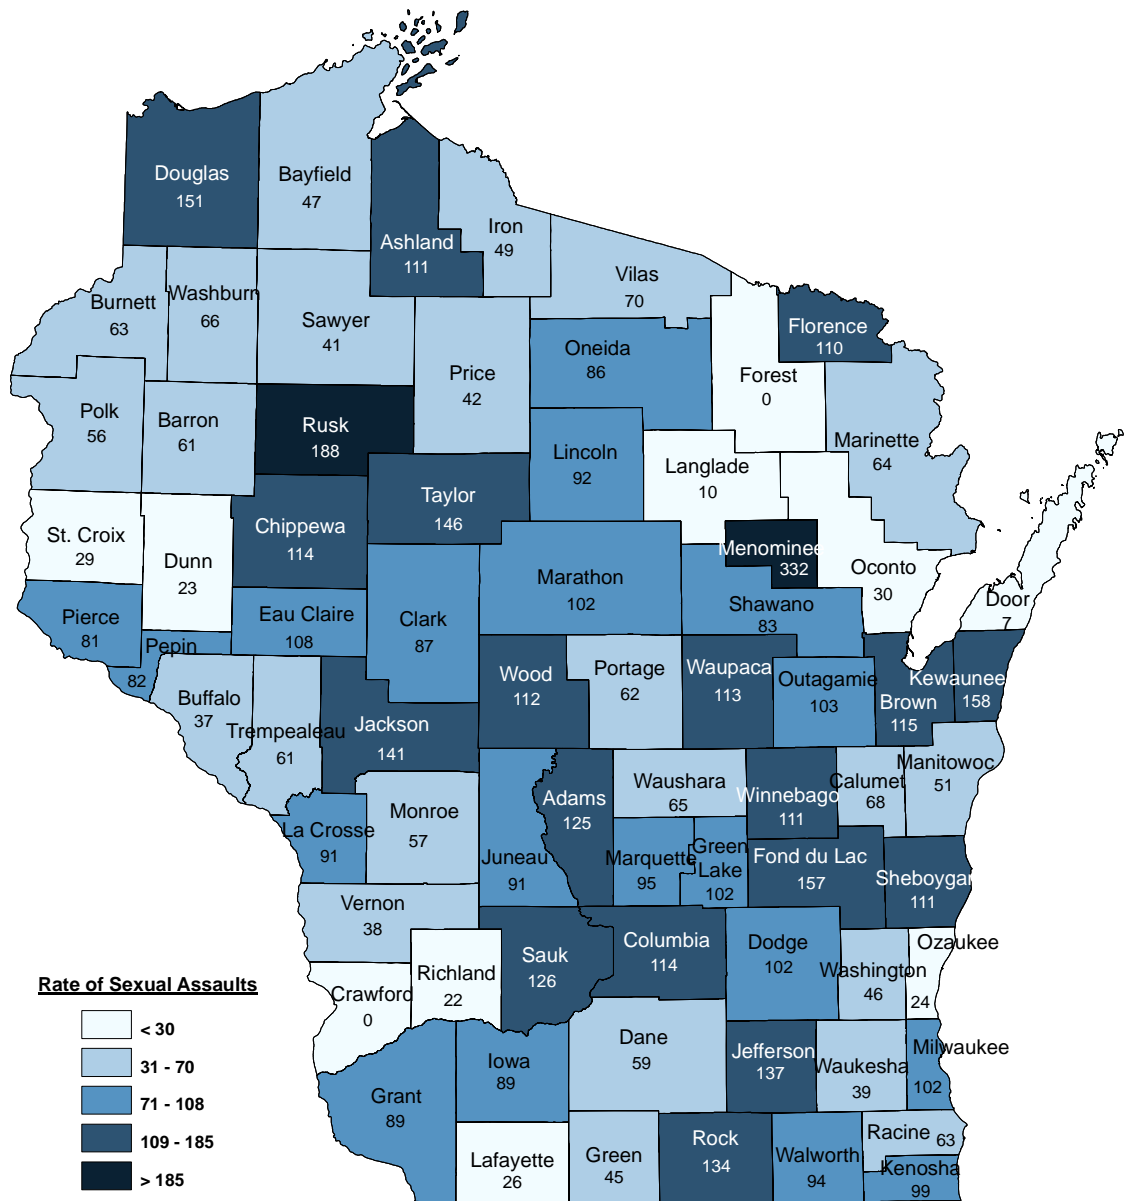 Douglas
151
Bayfield
47
Iron
49
Ashland
111
Vilas
70
Burnett
63
Washburn
66
Sawyer
41
Florence
110
Oneida
86
Price
42
Forest
0
Polk
56
Barron
61
Rusk
188
Marinette
64
Lincoln
92
Langlade
10
Taylor
146
Chippewa
114
St. Croix
29
Dunn
23
Menominee
332
Oconto
30
Marathon
102
Door
7
Shawano
83
Pierce
81
Eau Claire
108
Clark
87
Pepin
82
Wood
112
Portage
62
Waupaca
113
Outagamie
103
Kewaunee
158
Brown
115
Buffalo
37
Trempealeau
61
Jackson
141
Manitowoc
51
Waushara
65
Calumet
68
Winnebago
111
Adams
125
Monroe
57
La Crosse
91
Juneau
91
Marquette
95
Green
Lake
102
Fond du Lac
157
Sheboygan
111
Vernon
38
Sauk
126
Columbia
114
Dodge
102
Ozaukee
24
Washington
46
Richland
22
Crawford
0
Rate of Sexual Assaults
< 30
31 - 70
71 - 108
109 - 185
> 185
Dane
59
Iowa
89
Jefferson
137
Waukesha
39
Milwaukee
102
Grant
89
Lafayette
26
Green
45
Rock
134
Walworth
94
Racine 63
Kenosha
99